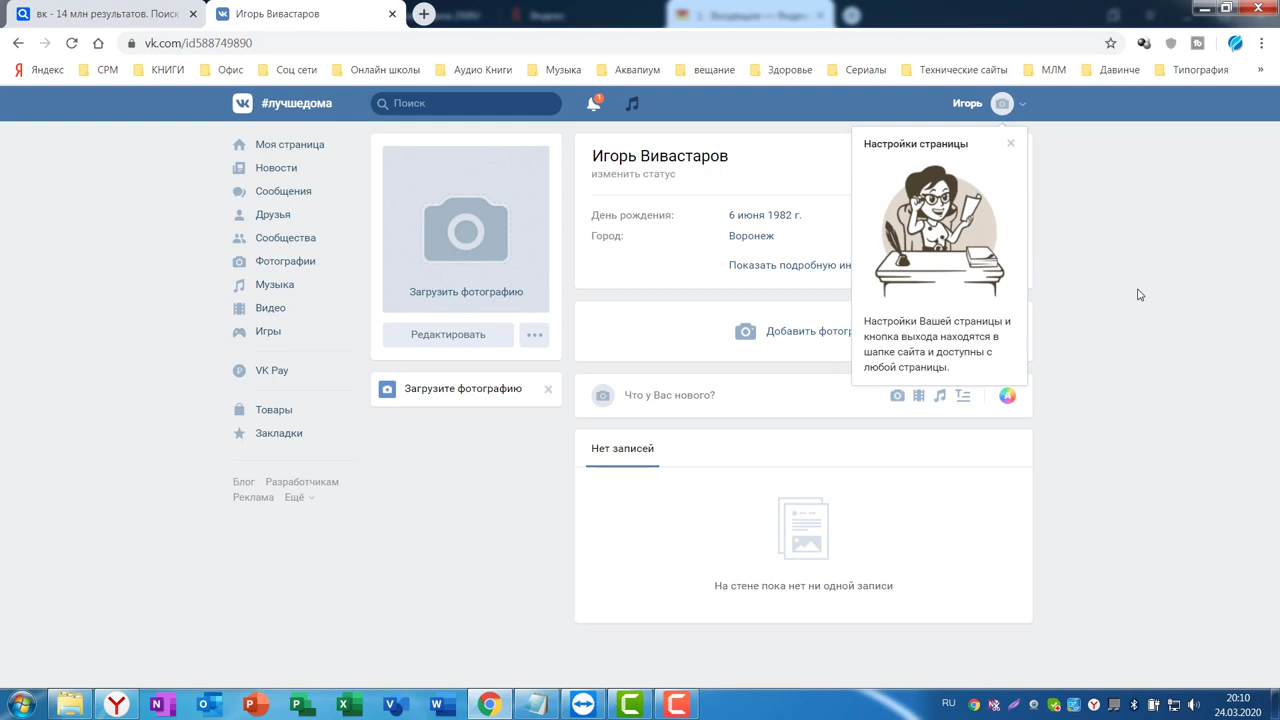 вк - 14 млн результатов. Поиск
Игорь Вивастаров
vk.com/id588749890
Яндекс
СРМ
КНИГИ
Офис
Соц сети
Онлайн школы
Аудио Книги
Музыка
Аквапиум
вещание
Здоровье
Сериалы
Технические сайты
МЛМ
Давинче
Типография
»
#лучшедома
Поиск
1
Игорь
Моя страница
Новости
Сообщения
Друзья
Сообщества
Фотографии
Музыка
Видео
Игры
VK Pay
Товары
Закладки
Блог Разработчикам
Реклама Ещё
Загрузить фотографию
Редактировать
Загрузите фотографию
Игорь Вивастаров
изменить статус
День рождения: 6 июня 1982 г.
Город: Воронеж
Показать подробную ин
Добавить фотогр
Что у Вас нового?
Нет записей
На стене пока нет ни одной записи
Настройки страницы
Настройки Вашей страницы и
кнопка выхода находятся в
шапке сайта и доступны с
любой страницы.
RU
20:10
24.03.2020